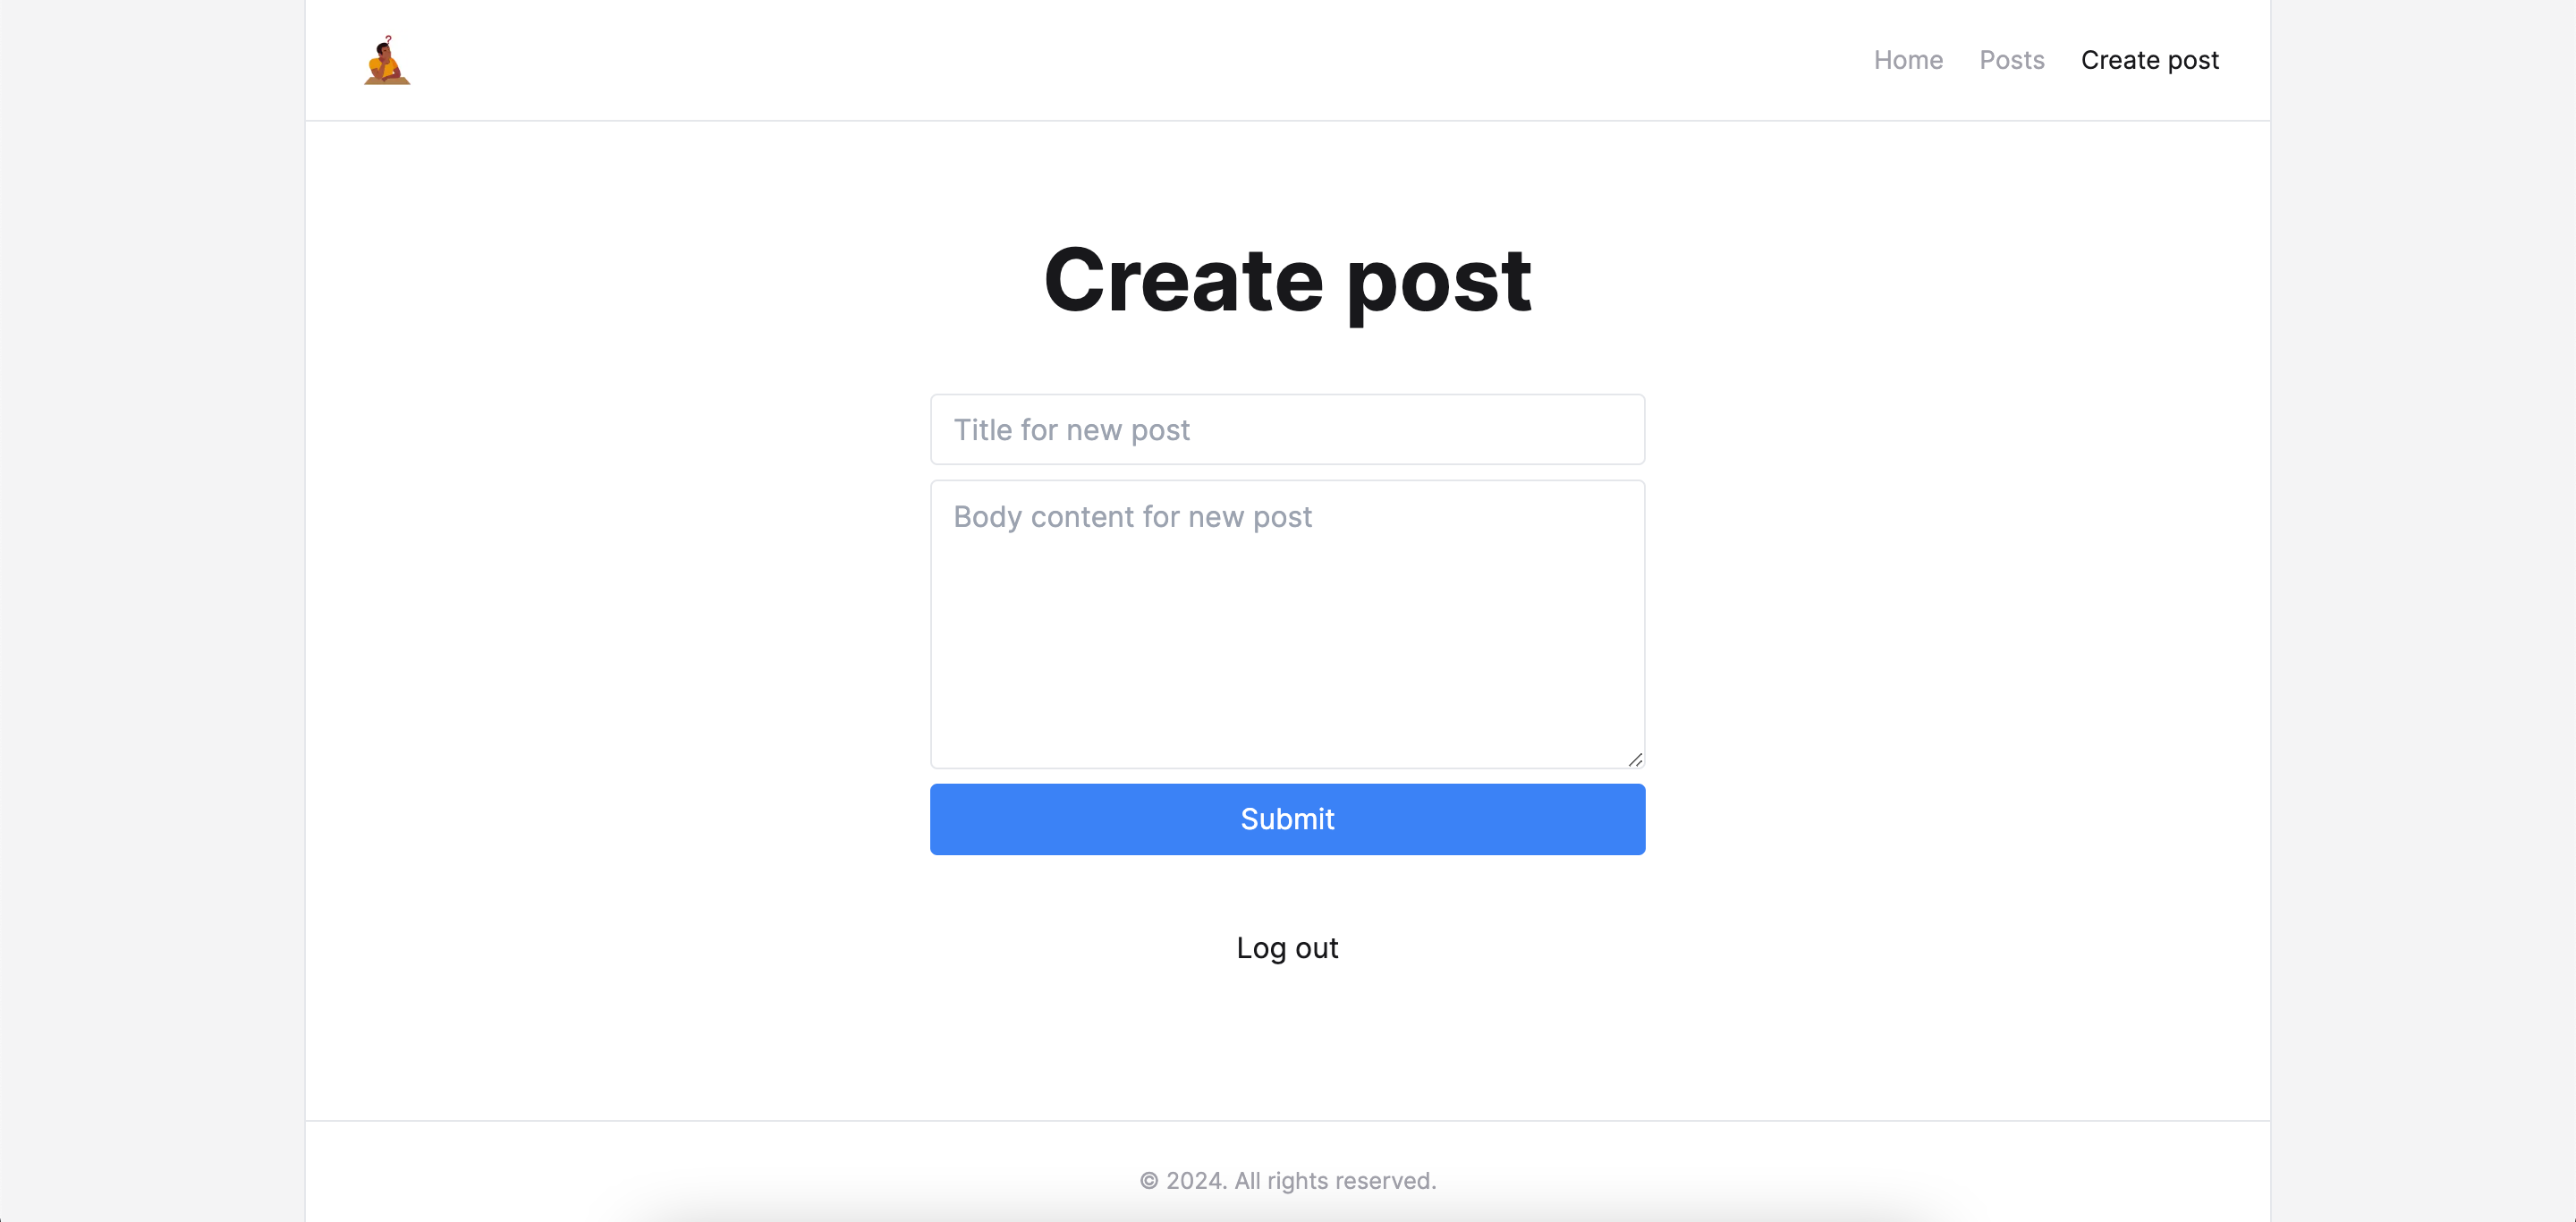 Home Posts Create post
Create post
Title for new post
Body content for new post
Submit
Log out
© 2024. All rights reserved.